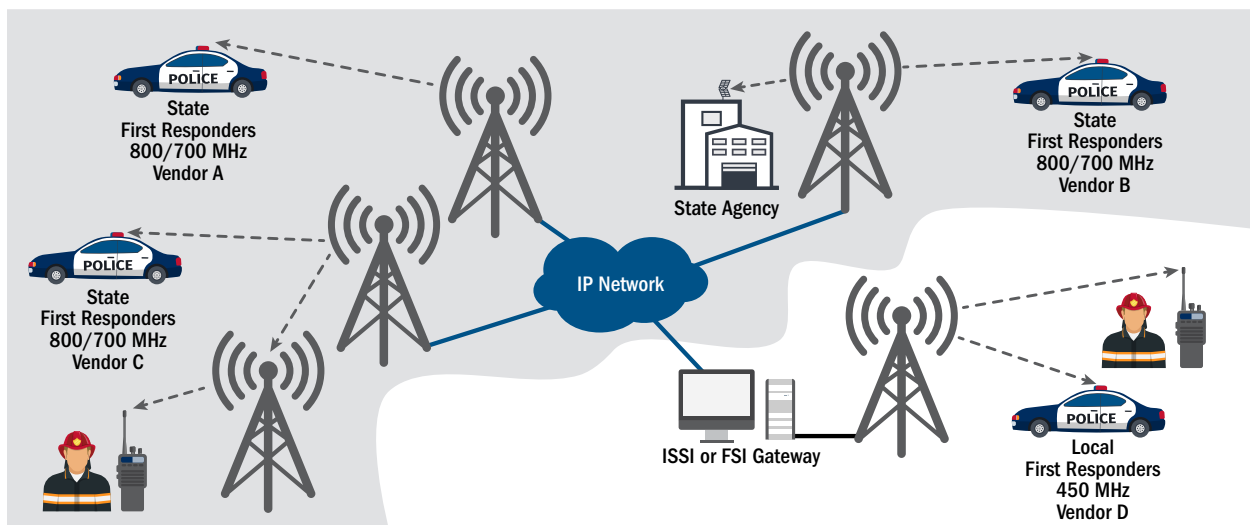 POLICE
State
First Responders
800/700 MHz
Vendor A
State Agency
POLICE
State
First Responders
800/700 MHz
Vendor B
POLICE
State
First Responders
800/700 MHz
Vendor C
IP Network
ISSI or FSI Gateway
POLICE
Local
First Responders
450 MHz
Vendor D